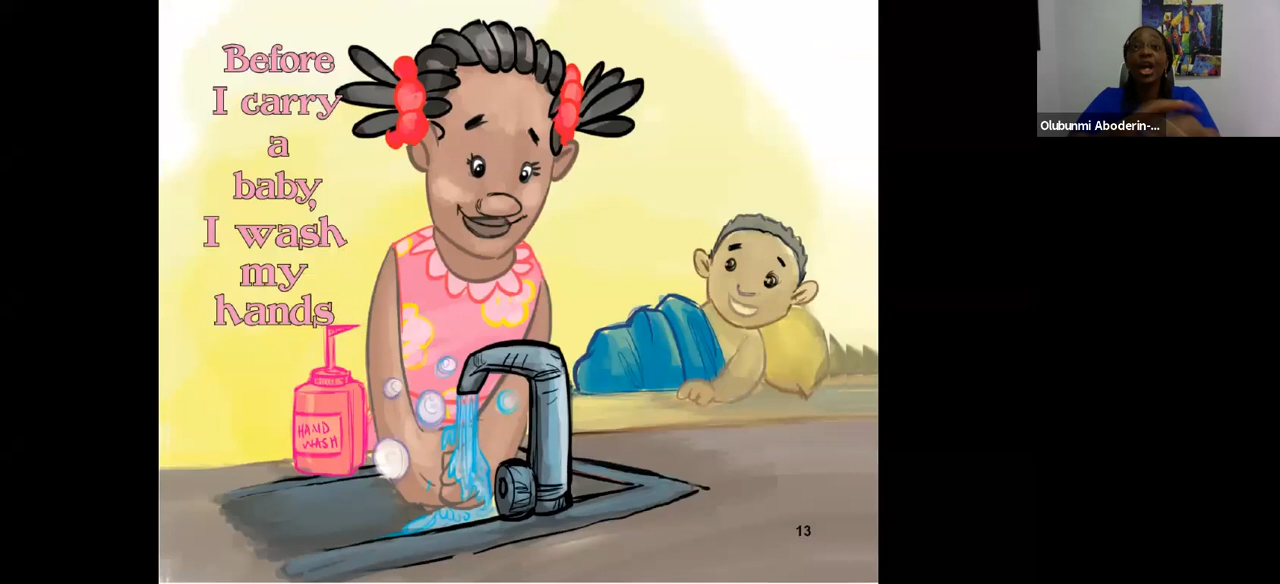 Before
I carry
a
baby,
I wash
my
hands
HAND
WASH
13
Olubunmi Aboderin-...